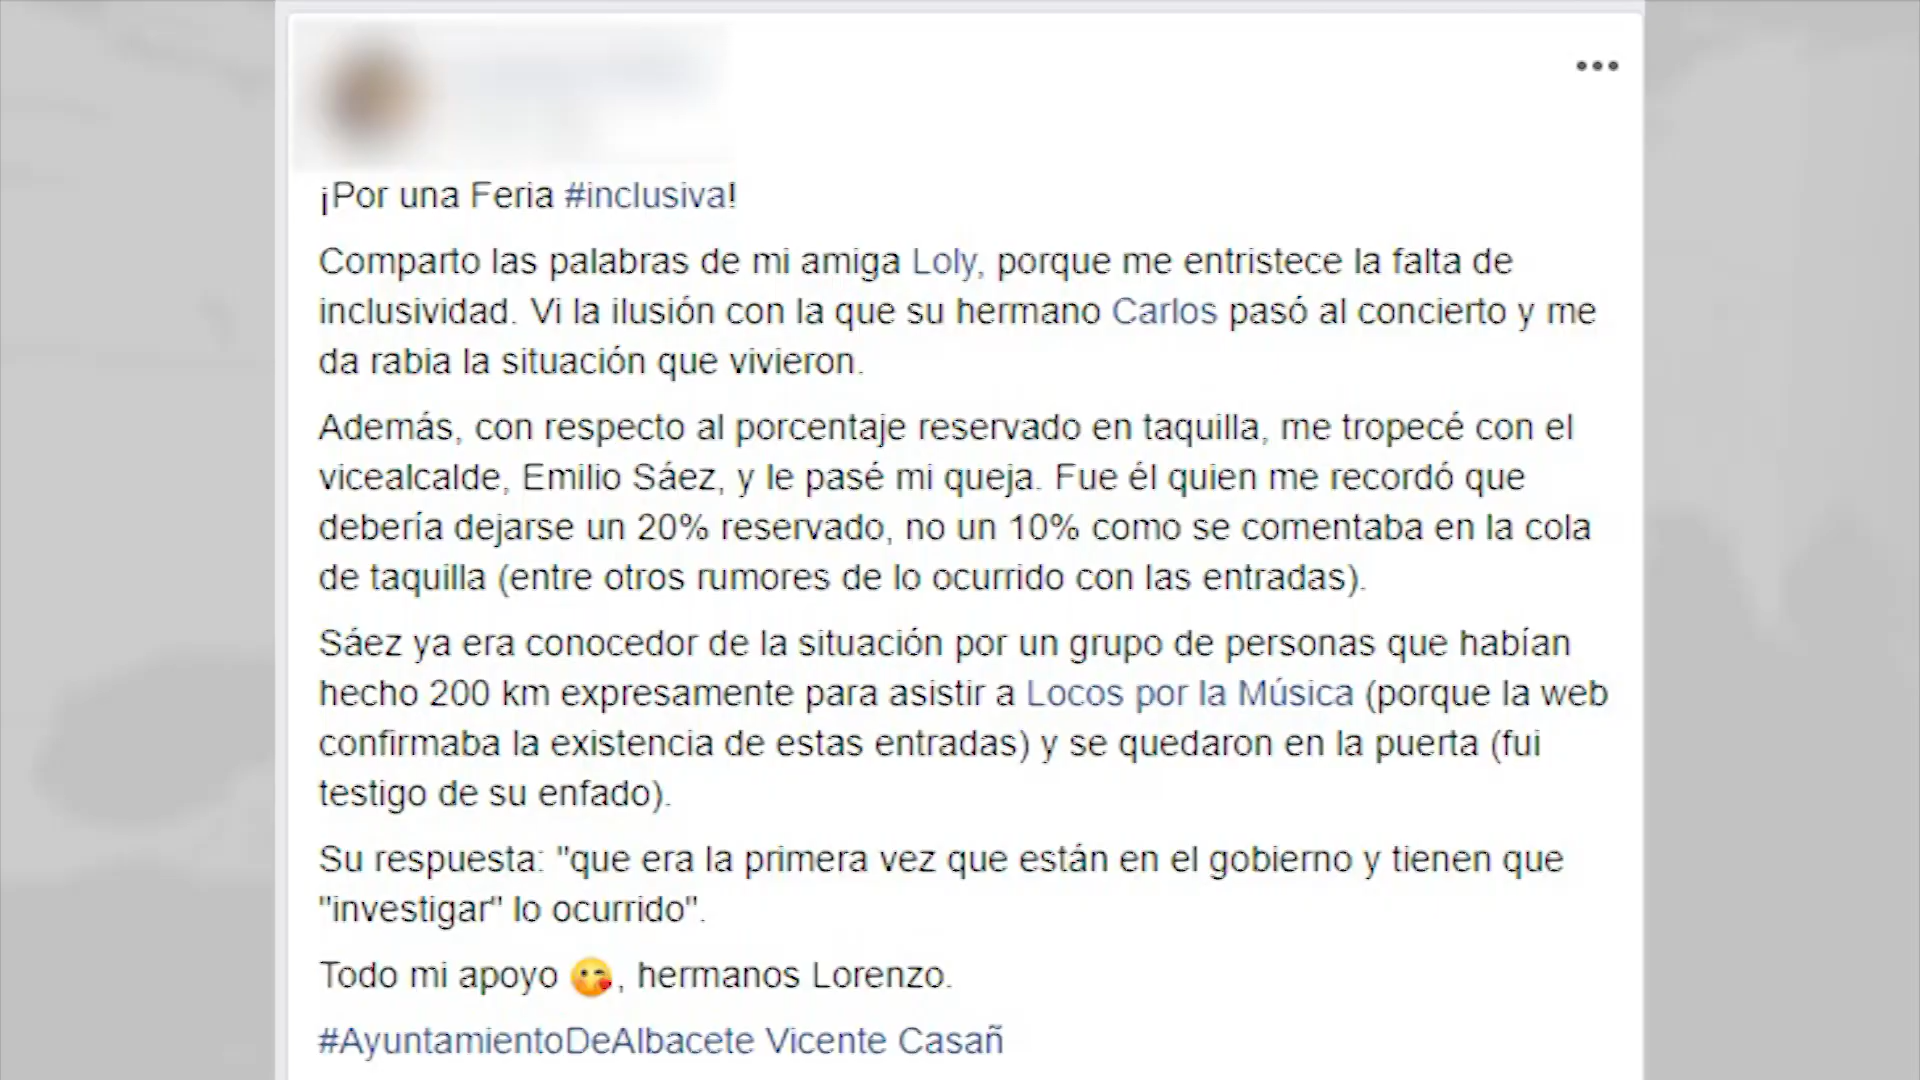 ¡Por una Feria #inclusiva!
Comparto las palabras de mi amiga Loly, porque me entristece la falta de
inclusividad. Vi la ilusión con la que su hermano Carlos pasó al concierto y me
da rabia la situación que vivieron.
Además, con respecto al porcentaje reservado en taquilla, me tropecé con el
vicealcalde, Emilio Sáez, y le pasé mi queja. Fue él quien me recordó que
debería dejarse un 20% reservado, no un 10% como se comentaba en la cola
de taquilla (entre otros rumores de lo ocurrido con las entradas).
Sáez ya era conocedor de la situación por un grupo de personas que habían
hecho 200 km expresamente para asistir a Locos por la Música (porque la web
confirmaba la existencia de estas entradas) y se quedaron en la puerta (fui
testigo de su enfado).
Su respuesta: "que era la primera vez que están en el gobierno y tienen que
"investigar" lo ocurrido".
Todo mi apoyo 😘, hermanos Lorenzo.
#AyuntamientoDeAlbacete Vicente Casañ